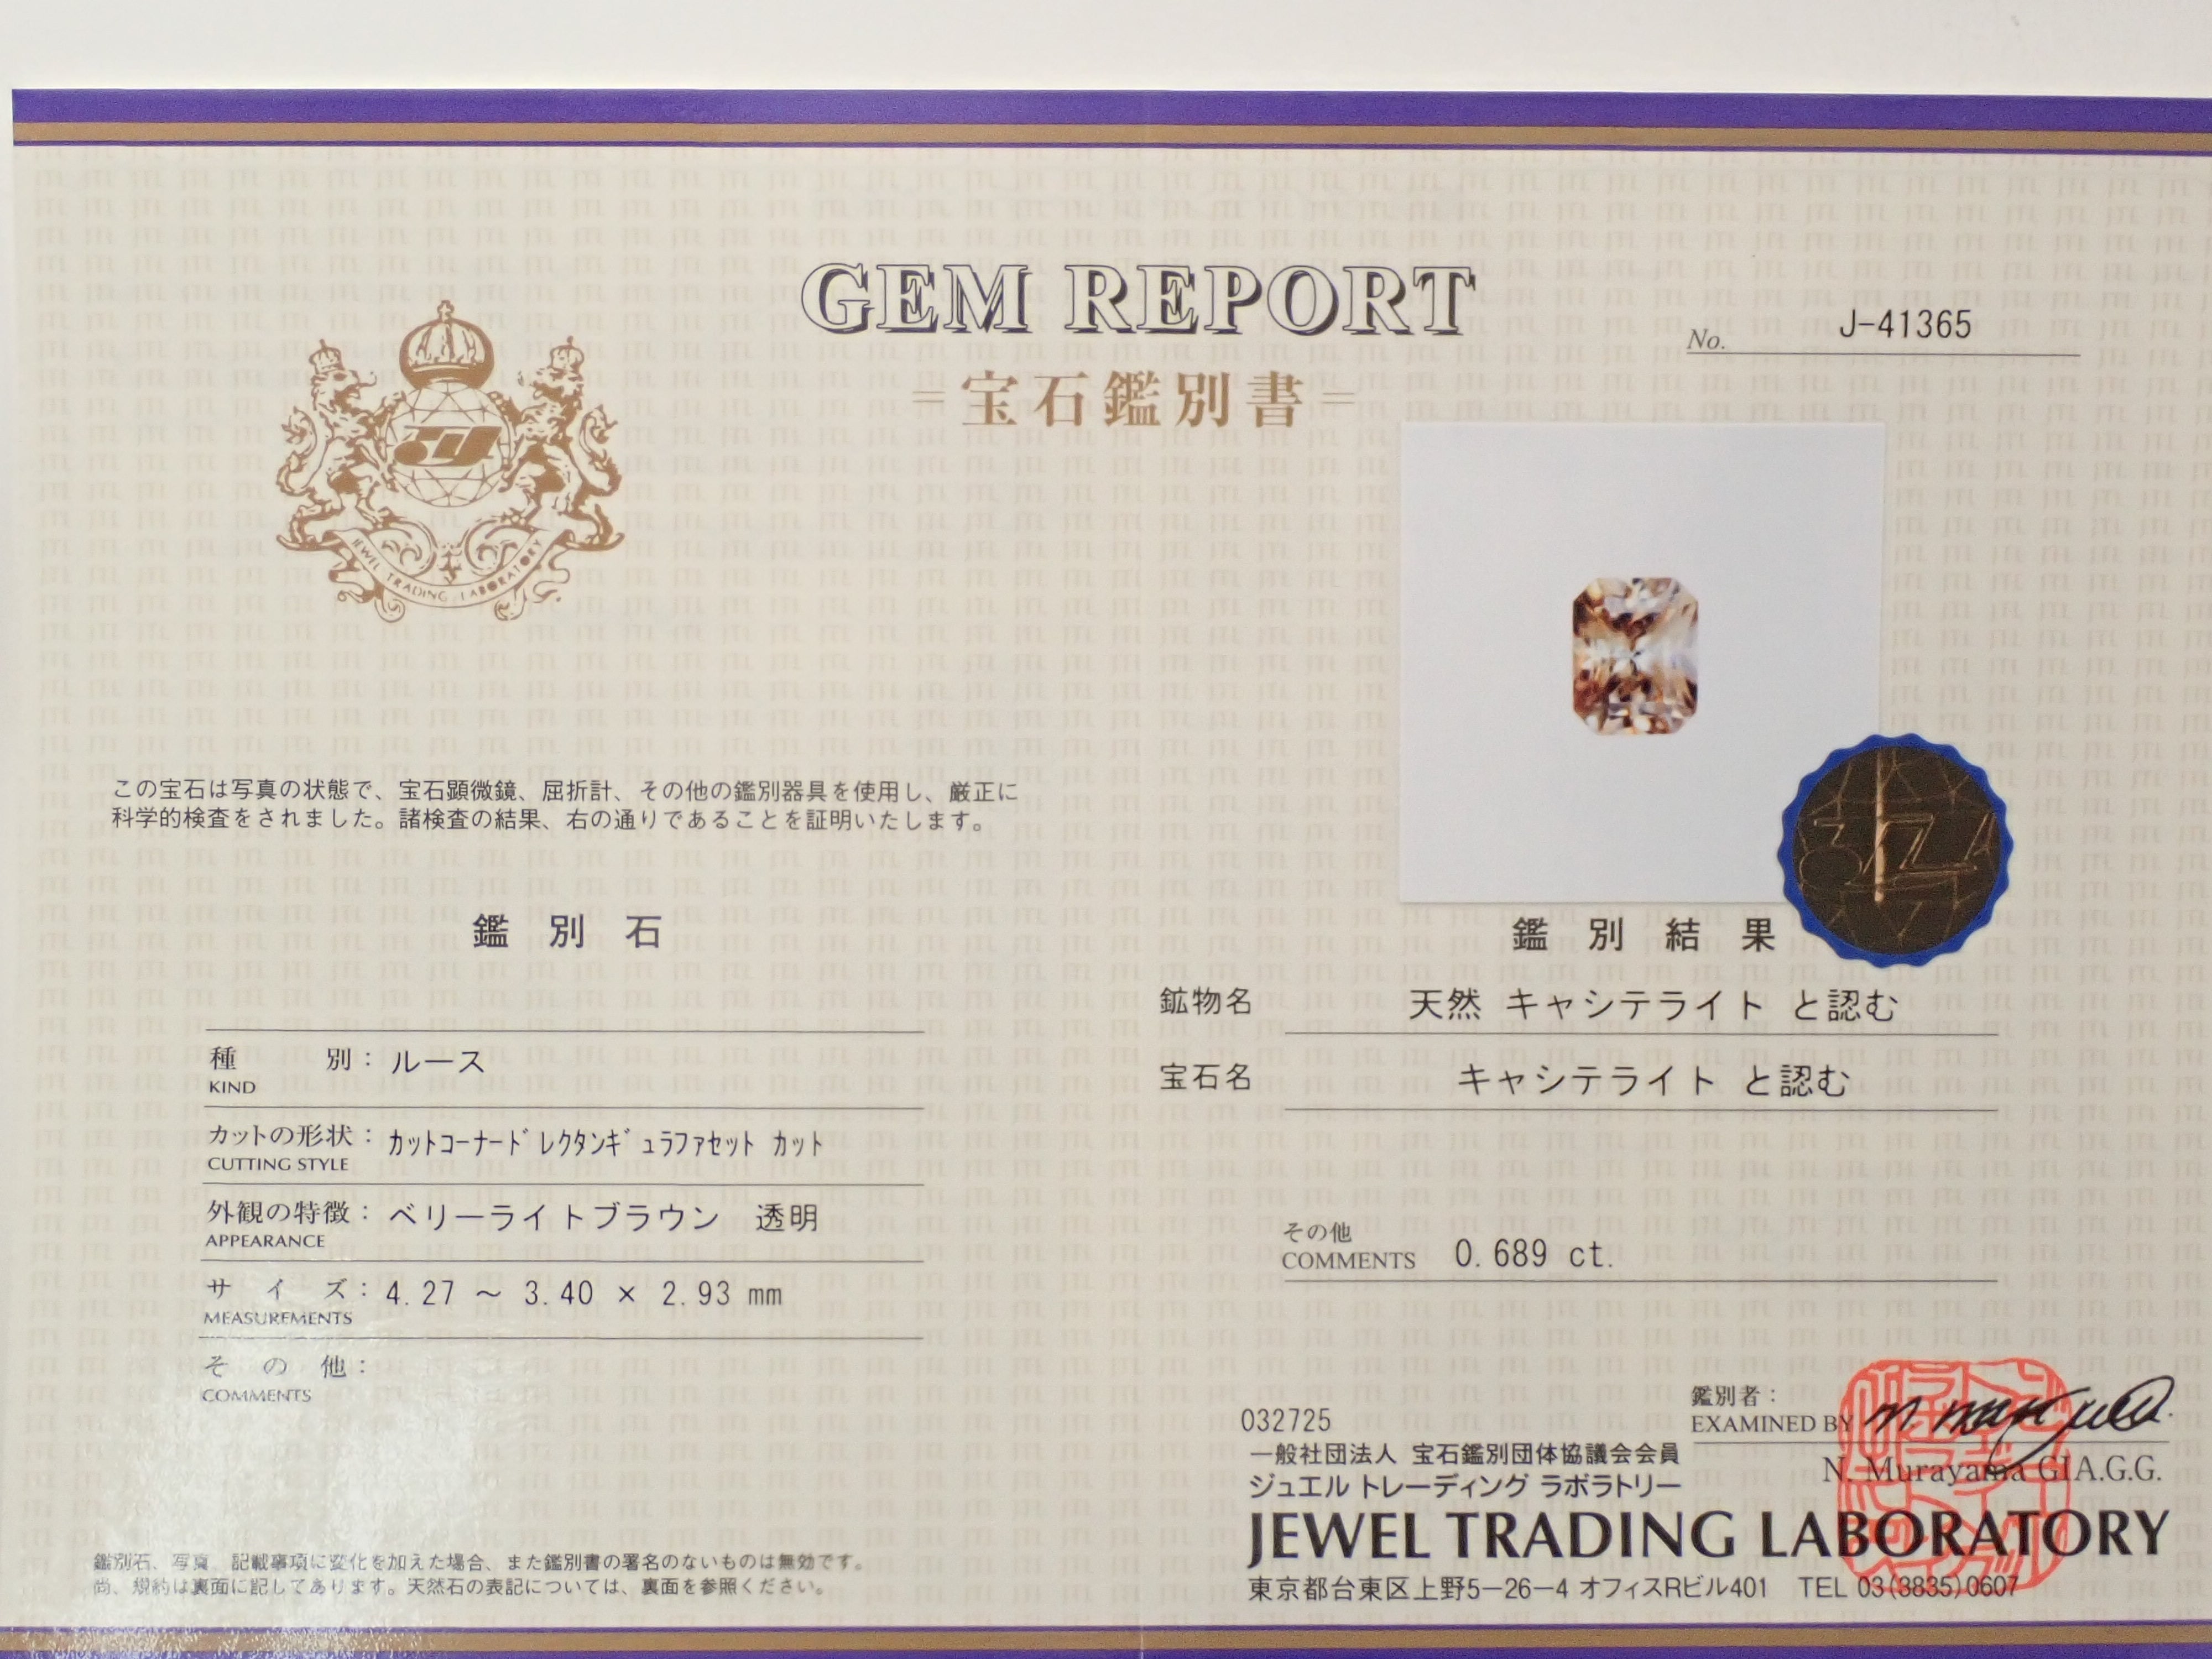 GEM REPORT
=宝石鑑別書=
No. J-41365
JEWEL TRADING LABORATORY
この宝石は写真の状態で、宝石顕微鏡、屈折計、その他の鑑別器具を使用し、厳正に
科学的検査をされました。諸検査の結果、右の通りであることを証明いたします。
鑑別石
種別: ルース
KIND
カットの形状: カットコーナード レクタンギュラファセット カット
CUTTING STYLE
外観の特徴: ベリーライトブラウン 透明
APPEARANCE
サイズ: 4.27 ～ 3.40 × 2.93 mm
MEASUREMENTS
その他:
COMMENTS
鑑別石、写真、記載事項に変化を加えた場合、また鑑別書の署名のないものは無効です。
尚、規約は裏面に記してあります。天然石の表記については、裏面を参照ください。
鑑別結果
鉱物名 天然 キャシテライト と認む
宝石名 キャシテライト と認む
その他
COMMENTS 0.689 ct.
鑑別者:
EXAMINED BY
N. Murayama GIA.G.G.
032725
一般社団法人 宝石鑑別団体協議会会員
ジュエル トレーディング ラボラトリー
JEWEL TRADING LABORATORY
東京都台東区上野5−26−4 オフィスRビル401 TEL 03(3835)0607